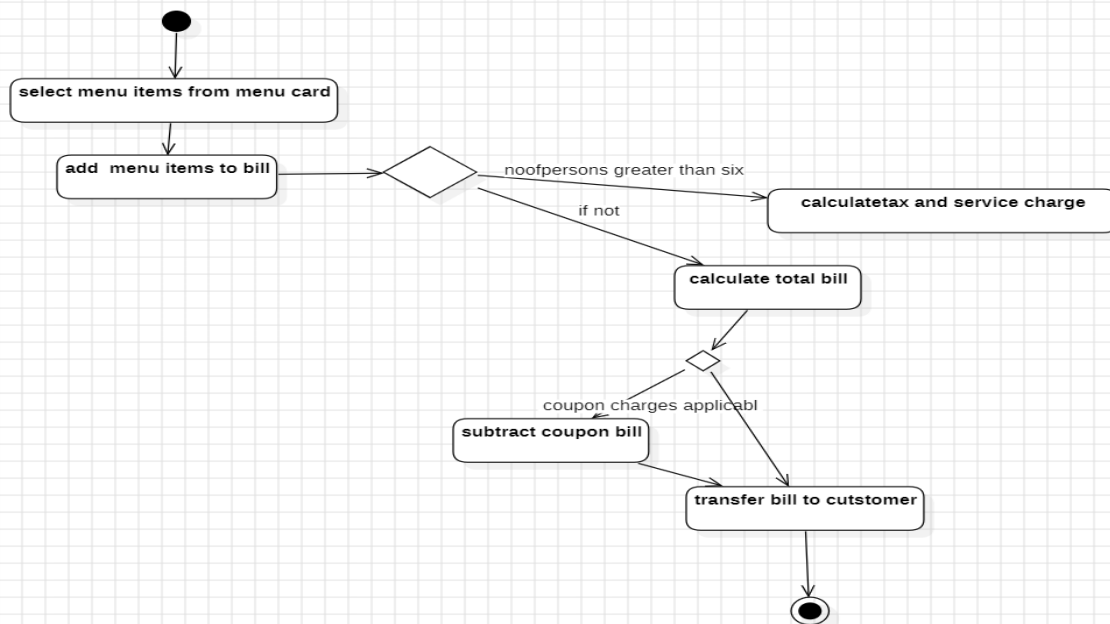 select menu items from menu card
add  menu items to bill
noofpersons greater than six
calculatetax and service charge
if not
calculate total bill
coupon charges applicabl
subtract coupon bill
transfer bill to cutstomer